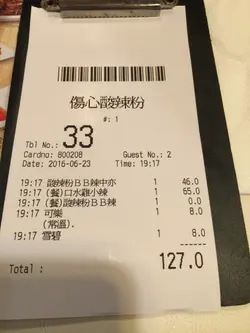 傷心酸辣粉
#: 1
Tbl No.: 33
Cardno: 800208 Guest No.: 2
Date: 2016-06-23 Time: 19:17
19:17 酸辣粉BB辣中亦 1 46.0
19:17 (餐)口水雞小辣 1 65.0
19:17 (餐)酸辣粉BB辣 1 0.0
19:17 可樂 1 8.0
(常溫).
19:17 雪碧 1 8.0
Total : 127.0